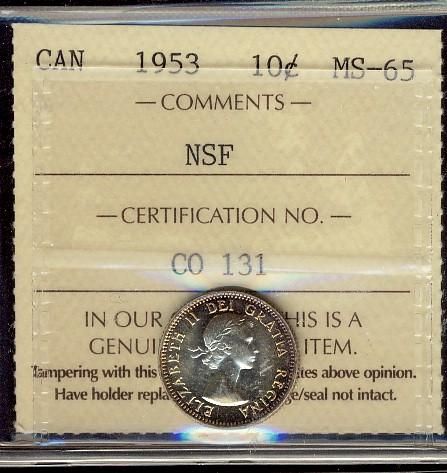 CAN 1953 10¢ MS-65
— COMMENTS —
NSF
— CERTIFICATION NO. —
CO 131
IN OUR HIS IS A
GENUI ITEM.
Tampering with this tes above opinion.
Have holder repla e/seal not intact.
ELIZABETH II DEI GRATIA REGINA